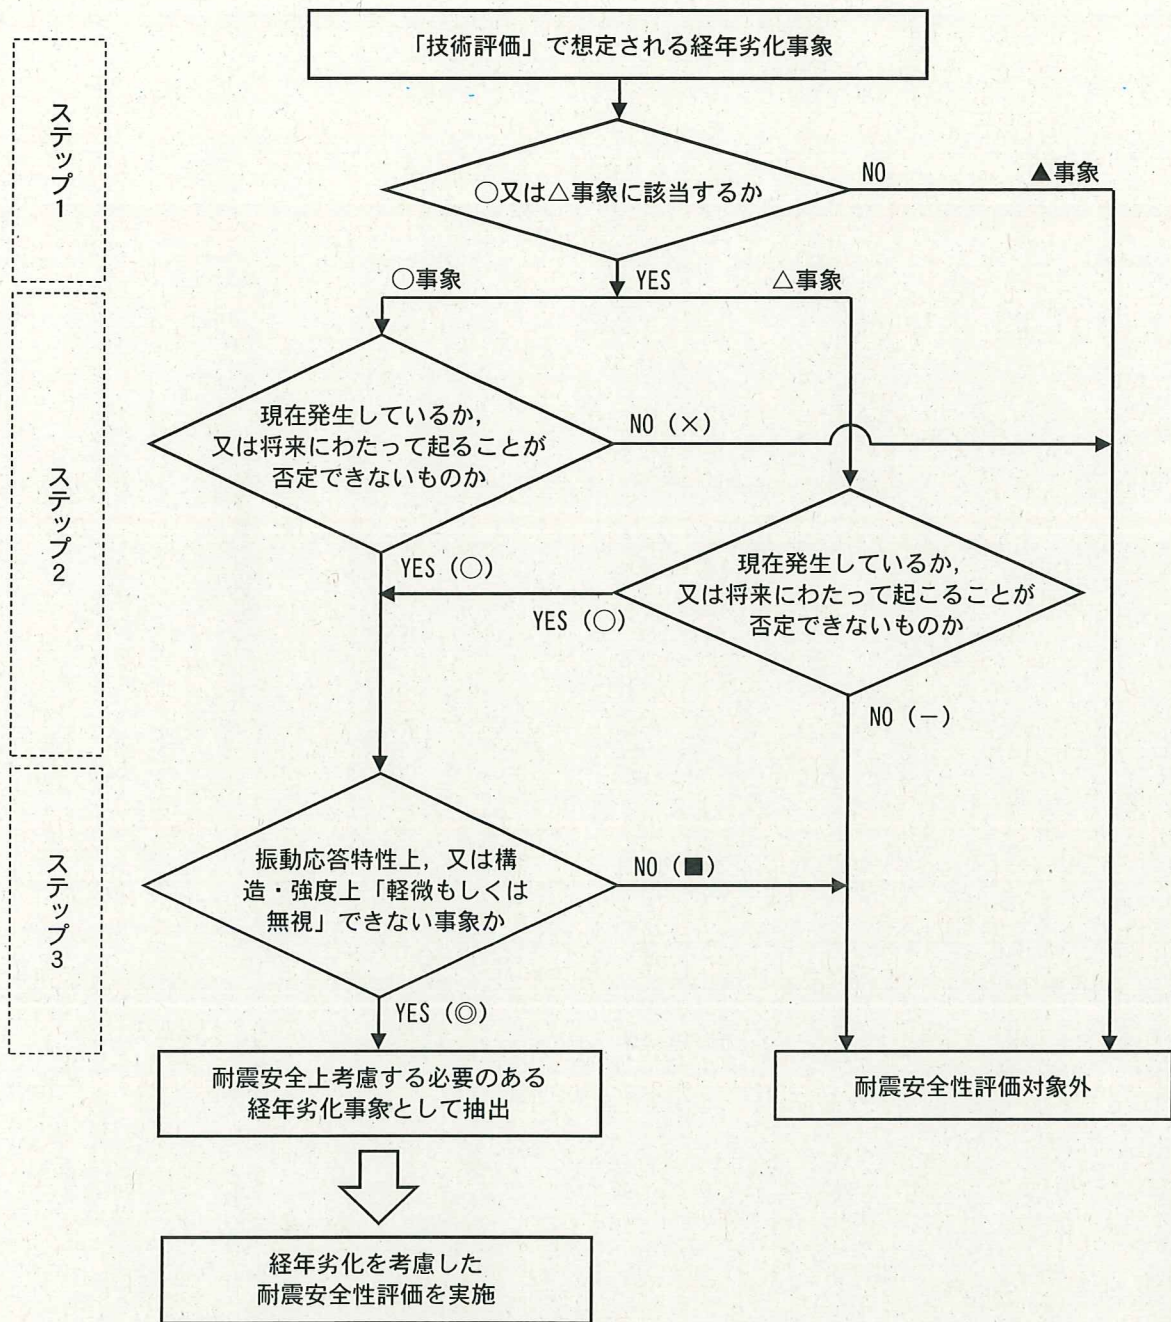 「技術評価」で想定される経年劣化事象
ステップ1
○又は△事象に該当するか
NO
▲事象
○事象
YES
△事象
ステップ2
現在発生しているか,
又は将来にわたって起ることが
否定できないものか
NO (×)
YES (○)
現在発生しているか,
又は将来にわたって起こることが
否定できないものか
YES (○)
NO (−)
ステップ3
振動応答特性上, 又は構
造・強度上「軽微もしくは
無視」できない事象か
NO (■)
YES (◎)
耐震安全上考慮する必要のある
経年劣化事象として抽出
耐震安全性評価対象外
経年劣化を考慮した
耐震安全性評価を実施